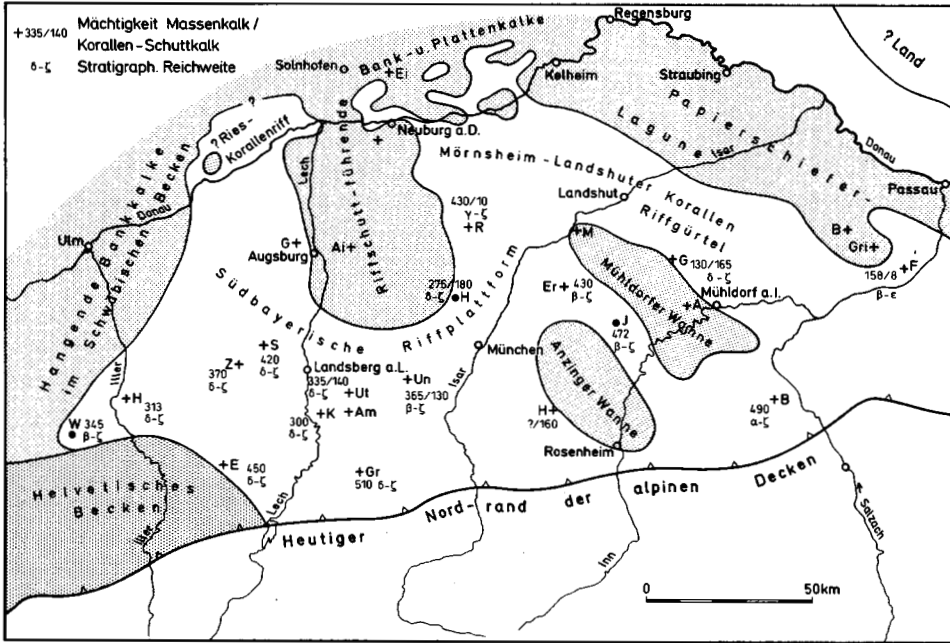 +335/140 Mächtigkeit Massenkalk /
Korallen-Schuttkalk
δ-ζ Stratigraph. Reichweite
Regensburg
? Land
Solnhofen
Bank- u. Plattenkalke
+Ei
Kelheim
Straubing
Papierschiefer-
Lagune
?
? Ries-
Korallenriff
Neuburg a.D.
+
Lech
Riffschutt-führende
Mörnsheim-Landshuter Korallen
Riffgürtel
Isar
Donau
Passau
Landshut
Hangende Bankkalke
im Schwäbischen Becken
Donau
Ulm
430/10
γ-ζ
+R
+M
B+
Gri+
G+
Augsburg
Ai+
+G 130/165
δ-ζ
158/8 +F
β-ε
275/180
δ-ζ
H
Er+ 430
β-ζ
Mühldorfer Wanne
+A
Mühldorf a.I.
Südbayerische Riffplattform
J
472
β-ζ
+S
420
δ-ζ
Z+
370
δ-ζ
München
Landsberg a.L.
335/140
δ-ζ
+Ut
+Un
365/130
β-ζ
Isar
Anzinger Wanne
Iller
+H 313
δ-ζ
300
δ-ζ
+K
+Am
H+
?/160
490
α-ζ
+B
W 345
β-ζ
Rosenheim
+E 450
δ-ζ
+Gr
510 δ-ζ
Helvetisches
Becken
Lech
Heutiger Nord-rand der alpinen Decken
Iller
Inn
Salzach
0 50km